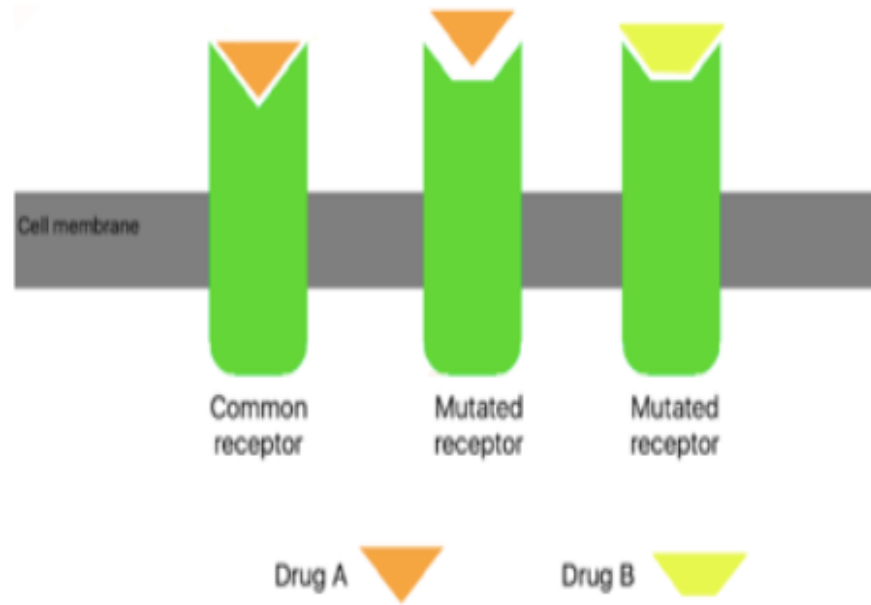 Cell membrane
Common
receptor
Mutated
receptor
Mutated
receptor
Drug A
Drug B